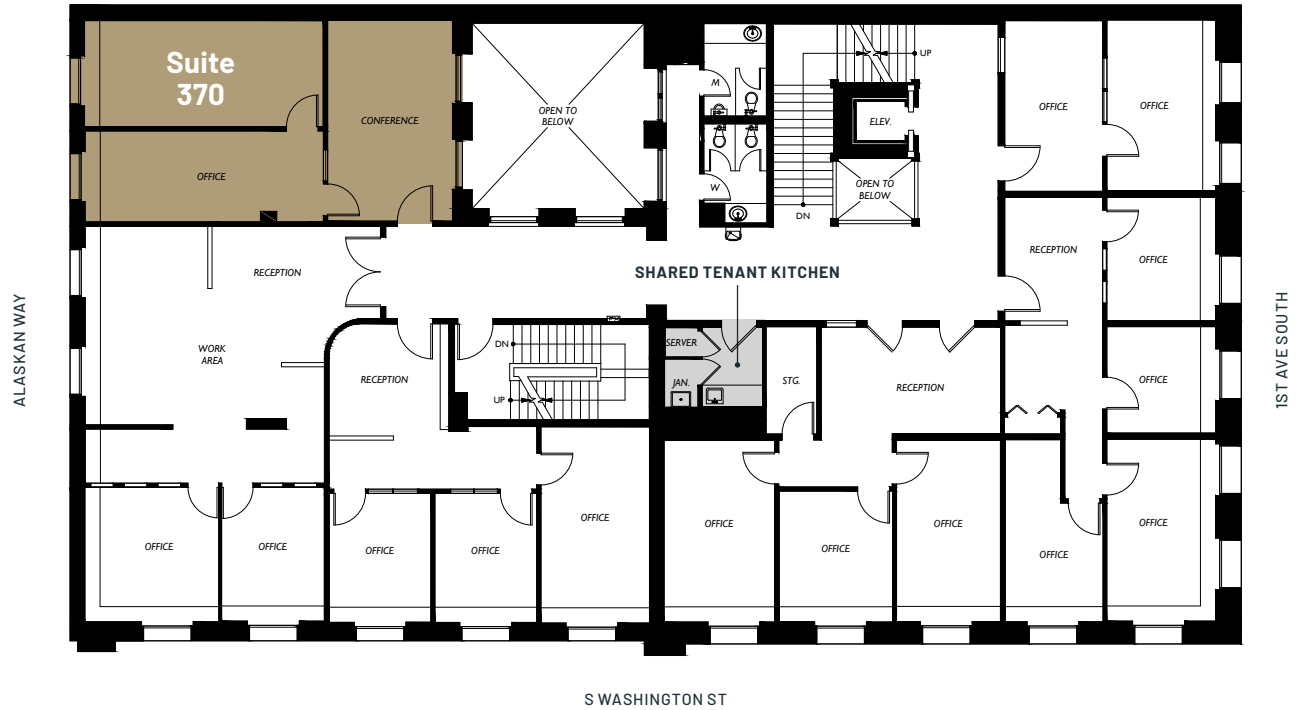 Suite
370
CONFERENCE
OPEN TO
BELOW
M
W
UP
ELEV.
OPEN TO
BELOW
DN
OFFICE
OFFICE
OFFICE
RECEPTION
RECEPTION
OFFICE
SHARED TENANT KITCHEN
ALASKAN WAY
1ST AVE SOUTH
WORK
AREA
RECEPTION
DN
UP
SERVER
JAN.
STG.
RECEPTION
OFFICE
OFFICE
OFFICE
OFFICE
OFFICE
OFFICE
OFFICE
OFFICE
OFFICE
OFFICE
OFFICE
S WASHINGTON ST